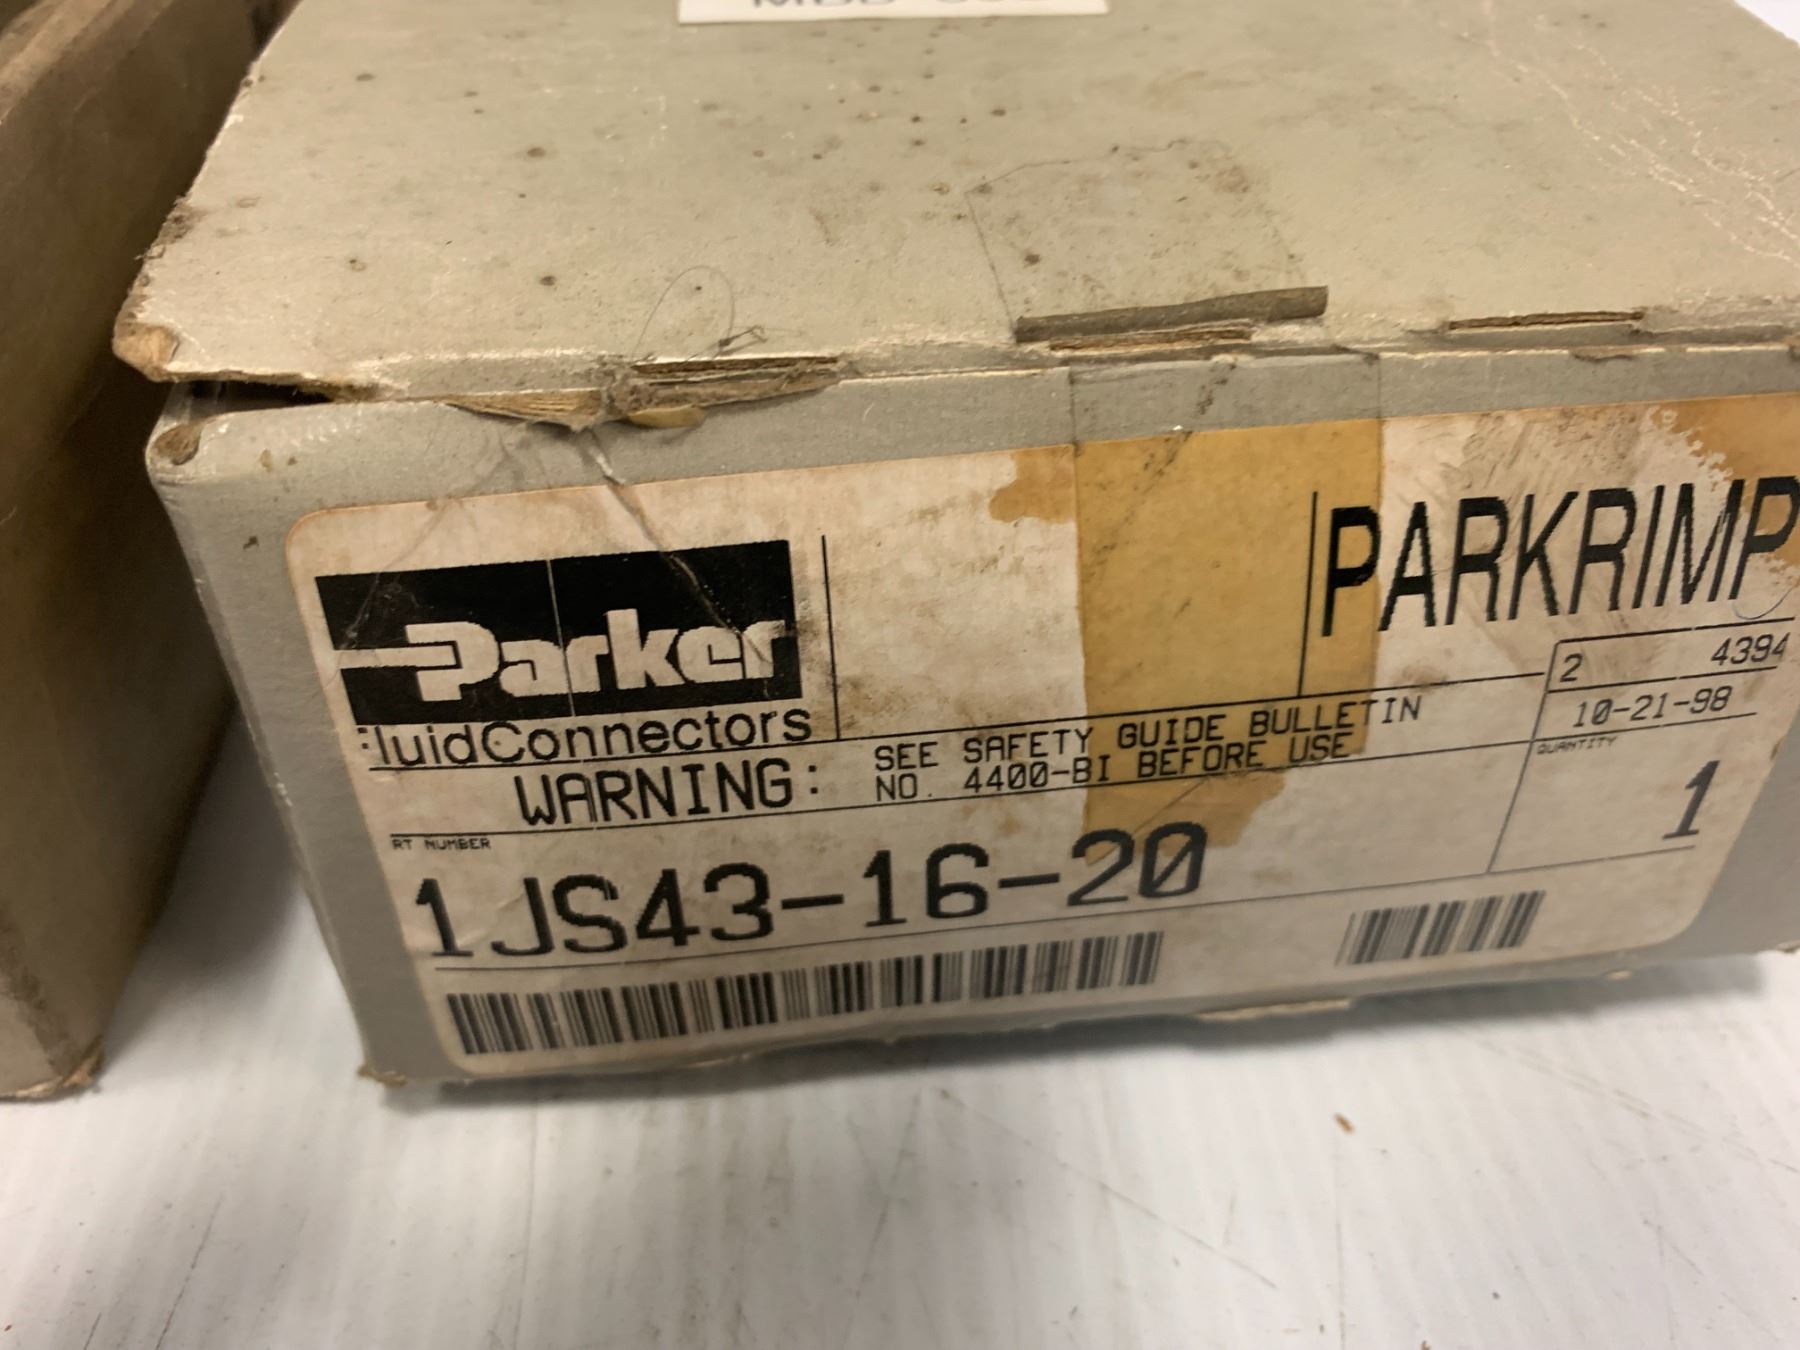 Parker
FluidConnectors
PARKRIMP
2 4394
10-21-98
WARNING: SEE SAFETY GUIDE BULLETIN
NO. 4400-BI BEFORE USE
QUANTITY
1
RT NUMBER
1JS43-16-20